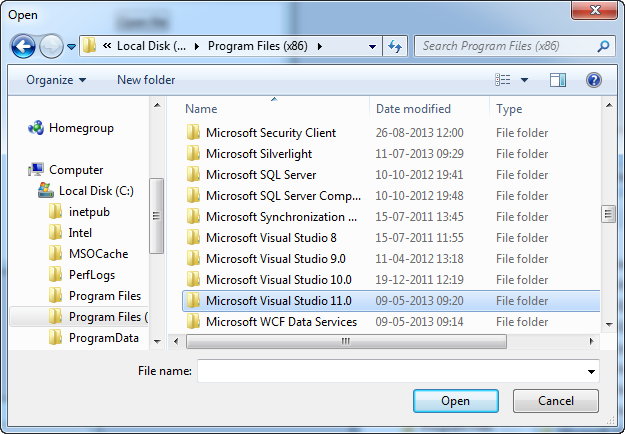 Open
« Local Disk (... ▸ Program Files (x86) ▸ Search Program Files (x86)
Organize New folder
Name Date modified Type
Homegroup
Computer
Local Disk (C:)
inetpub
Intel
MSOCache
PerfLogs
Program Files
Program Files (
ProgramData
Microsoft Security Client 26-08-2013 12:00 File folder
Microsoft Silverlight 11-07-2013 09:29 File folder
Microsoft SQL Server 10-10-2012 19:41 File folder
Microsoft SQL Server Comp... 10-10-2012 19:48 File folder
Microsoft Synchronization ... 15-07-2011 13:45 File folder
Microsoft Visual Studio 8 15-07-2011 11:55 File folder
Microsoft Visual Studio 9.0 11-04-2012 13:18 File folder
Microsoft Visual Studio 10.0 19-12-2011 12:19 File folder
Microsoft Visual Studio 11.0 09-05-2013 09:20 File folder
Microsoft WCF Data Services 09-05-2013 09:14 File folder
File name:
Open Cancel